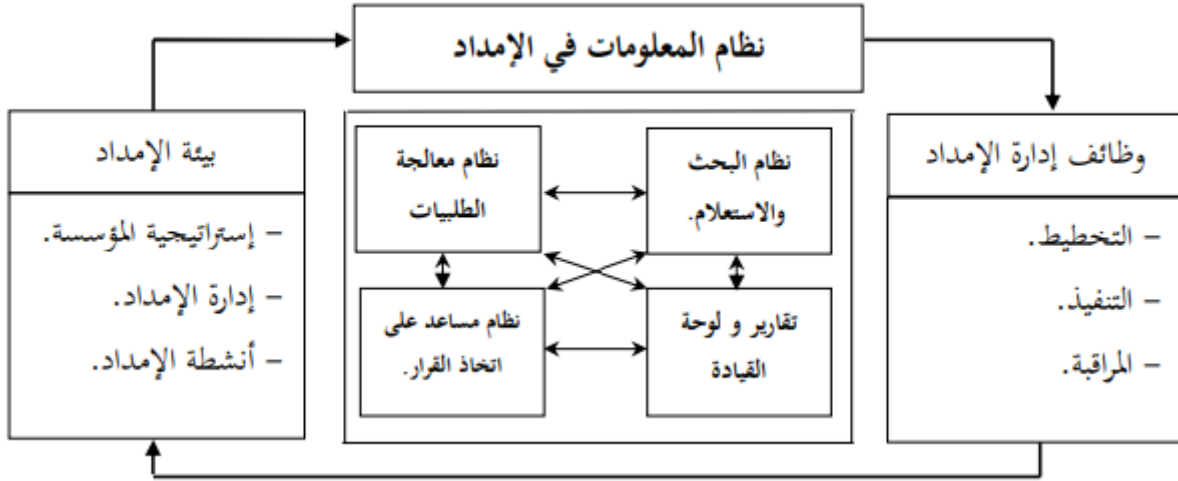 نظام المعلومات في الإمداد
وظائف إدارة الإمداد
– التخطيط.
– التنفيذ.
– المراقبة.
نظام البحث
والاستعلام.
نظام معالجة
الطلبيات
تقارير و لوحة
القيادة
نظام مساعد على
اتخاذ القرار.
بيئة الإمداد
– إستراتيجية المؤسسة.
– إدارة الإمداد.
– أنشطة الإمداد.